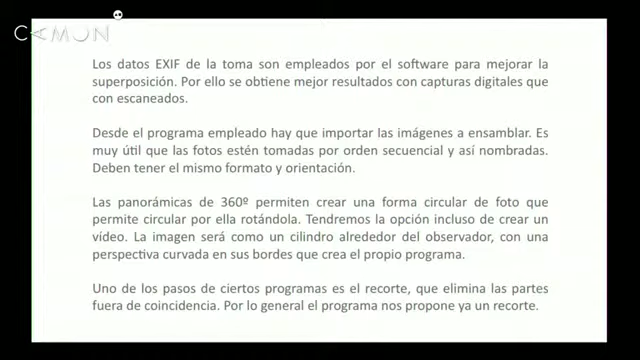 CAMON
Los datos EXIF de la toma son empleados por el software para mejorar la
superposición. Por ello se obtiene mejor resultados con capturas digitales que
con escaneados.
Desde el programa empleado hay que importar las imágenes a ensamblar. Es
muy útil que las fotos estén tomadas por orden secuencial y así nombradas.
Deben tener el mismo formato y orientación.
Las panorámicas de 360º permiten crear una forma circular de foto que
permite circular por ella rotándola. Tendremos la opción incluso de crear un
vídeo. La imagen será como un cilindro alrededor del observador, con una
perspectiva curvada en sus bordes que crea el propio programa.
Uno de los pasos de ciertos programas es el recorte, que elimina las partes
fuera de coincidencia. Por lo general el programa nos propone ya un recorte.